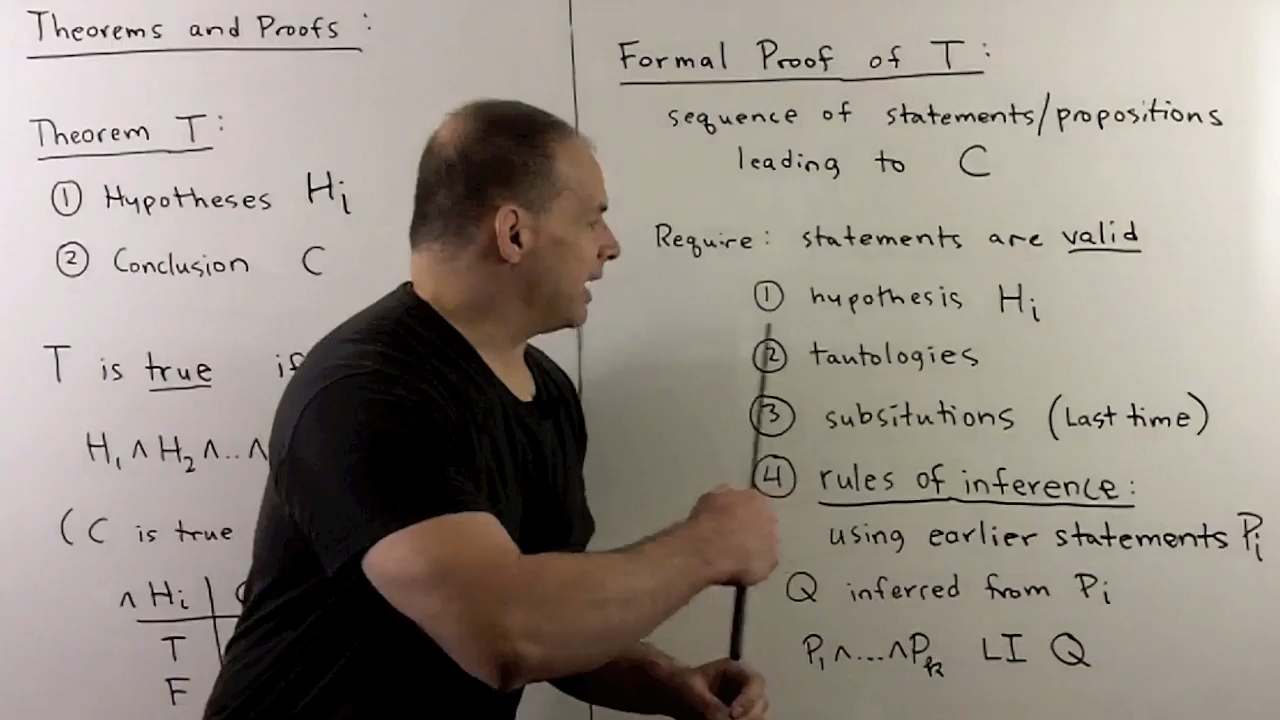 Theorems and Proofs :
Theorem T :
① Hypotheses Hᵢ
② Conclusion C
T is true if
H₁ ∧ H₂ ∧ .. ∧
( C is true
∧ Hᵢ
T
F
Formal Proof of T :
sequence of statements/propositions
leading to C
Require : statements are valid
① hypothesis Hᵢ
② tautologies
③ subsitutions (Last time)
④ rules of inference :
using earlier statements Pᵢ
Q inferred from Pᵢ
P₁ ∧ .... ∧ Pₖ LI Q